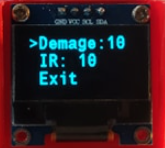 GND VCC SCL SDA
>Demage:10
IR: 10
Exit